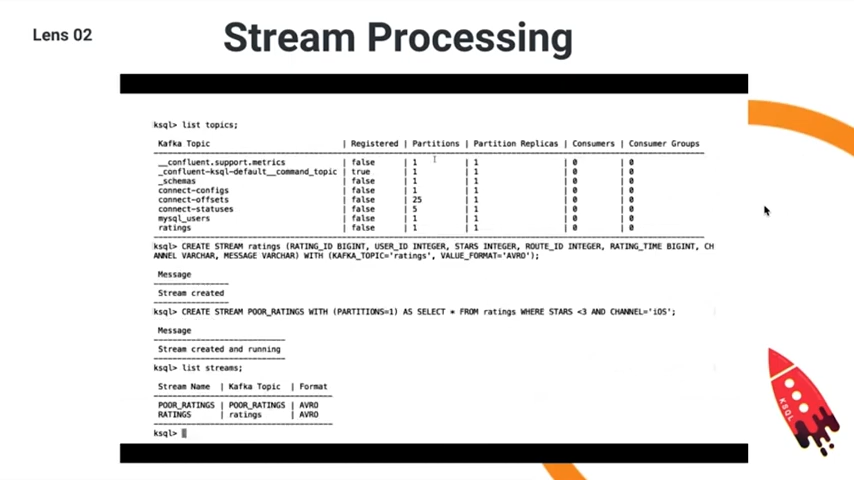 Lens 02
Stream Processing
ksql> list topics;
Kafka Topic | Registered | Partitions | Partition Replicas | Consumers | Consumer Groups
__confluent.support.metrics | false | 1 | 1 | 0 | 0
_confluent-ksql-default__command_topic | true | 1 | 1 | 0 | 0
_schemas | false | 1 | 1 | 0 | 0
connect-configs | false | 1 | 1 | 0 | 0
connect-offsets | false | 25 | 1 | 0 | 0
connect-statuses | false | 5 | 1 | 0 | 0
mysql_users | false | 1 | 1 | 0 | 0
ratings | false | 1 | 1 | 0 | 0
ksql> CREATE STREAM ratings (RATING_ID BIGINT, USER_ID INTEGER, STARS INTEGER, ROUTE_ID INTEGER, RATING_TIME BIGINT, CH
ANNEL VARCHAR, MESSAGE VARCHAR) WITH (KAFKA_TOPIC='ratings', VALUE_FORMAT='AVRO');
Message
Stream created
ksql> CREATE STREAM POOR_RATINGS WITH (PARTITIONS=1) AS SELECT * FROM ratings WHERE STARS <3 AND CHANNEL='iOS';
Message
Stream created and running
ksql> list streams;
Stream Name | Kafka Topic | Format
POOR_RATINGS | POOR_RATINGS | AVRO
RATINGS | ratings | AVRO
ksql>
KSQL